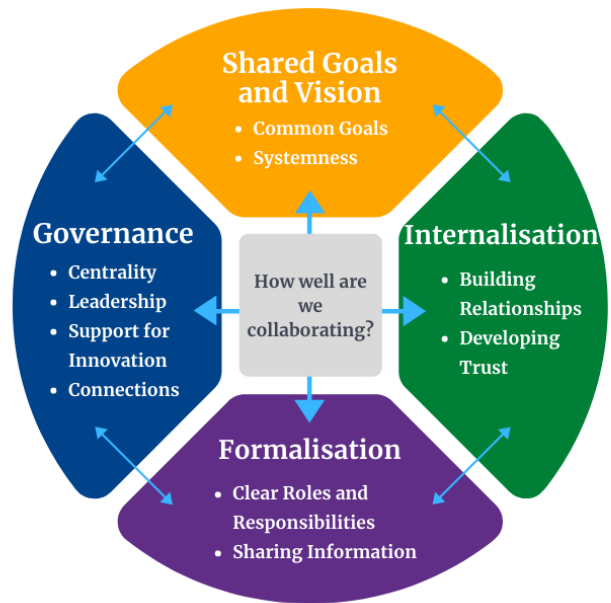 Shared Goals
and Vision
• Common Goals
• Systemness
Governance
• Centrality
• Leadership
• Support for
Innovation
• Connections
How well are
we
collaborating?
Internalisation
• Building
Relationships
• Developing
Trust
Formalisation
• Clear Roles and
Responsibilities
• Sharing Information